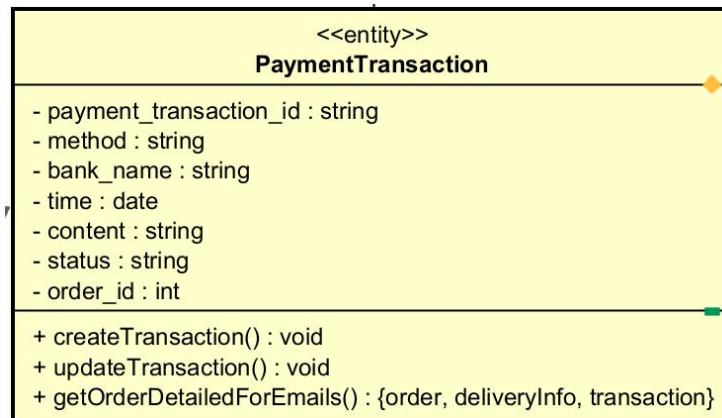 <<entity>>
PaymentTransaction
- payment_transaction_id : string
- method : string
- bank_name : string
- time : date
- content : string
- status : string
- order_id : int
+ createTransaction() : void
+ updateTransaction() : void
+ getOrderDetailedForEmails() : {order, deliveryInfo, transaction}